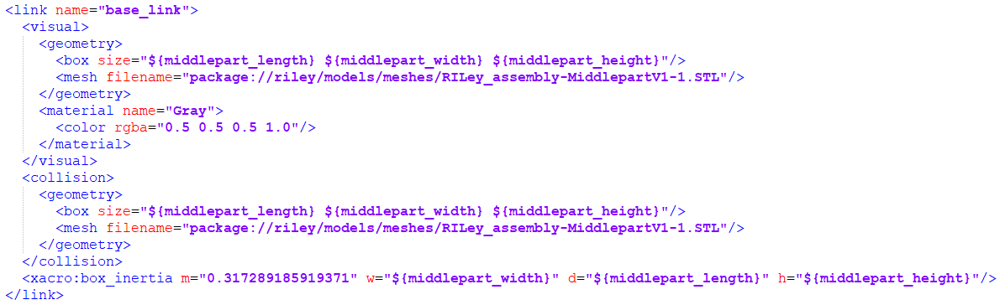 <link name="base_link">
  <visual>
    <geometry>
      <box size="${middlepart_length} ${middlepart_width} ${middlepart_height}"/>
      <mesh filename="package://riley/models/meshes/RILey_assembly-MiddlepartV1-1.STL"/>
    </geometry>
    <material name="Gray">
      <color rgba="0.5 0.5 0.5 1.0"/>
    </material>
  </visual>
  <collision>
    <geometry>
      <box size="${middlepart_length} ${middlepart_width} ${middlepart_height}"/>
      <mesh filename="package://riley/models/meshes/RILey_assembly-MiddlepartV1-1.STL"/>
    </geometry>
  </collision>
  <xacro:box_inertia m="0.317289185919371" w="${middlepart_width}" d="${middlepart_length}" h="${middlepart_height}"/>
</link>